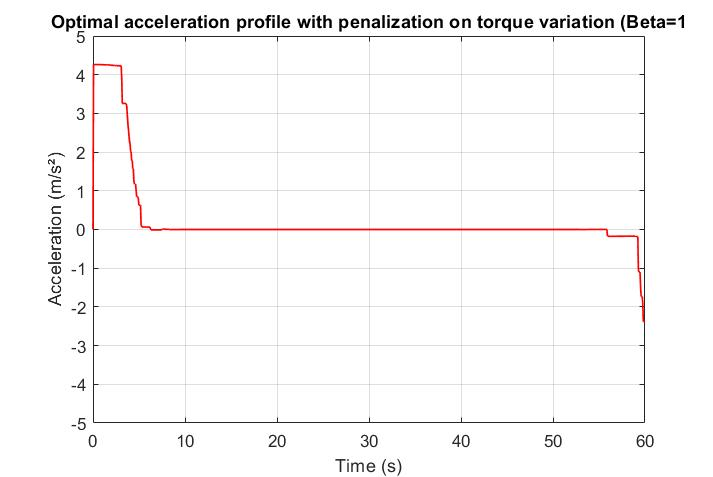 Optimal acceleration profile with penalization on torque variation (Beta=1
5
4
3
2
1
0
-1
-2
-3
-4
-5
Acceleration (m/s²)
0 10 20 30 40 50 60
Time (s)